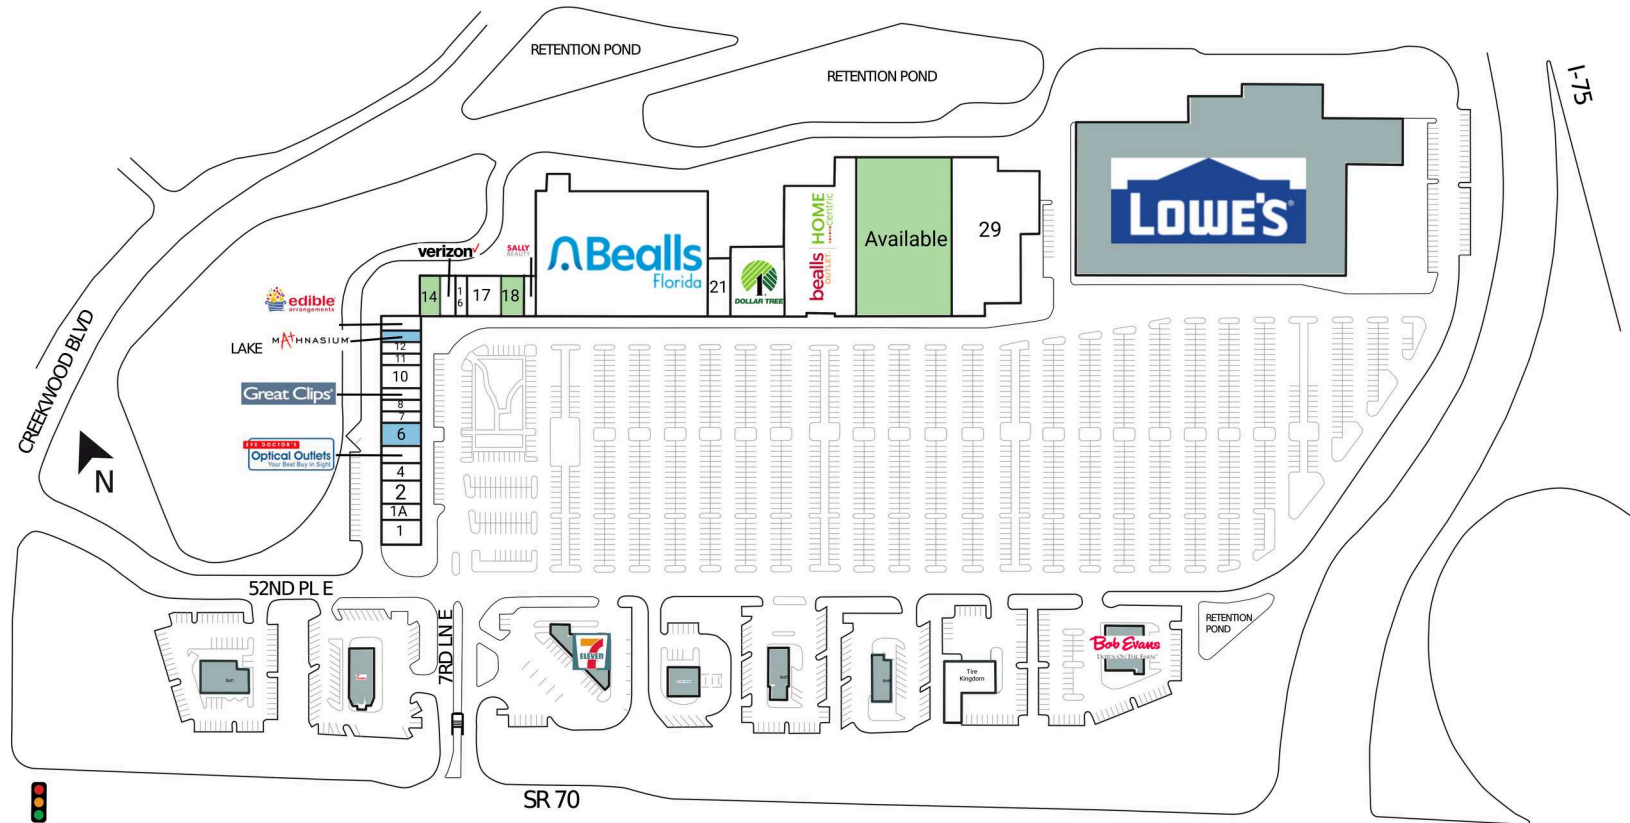 RETENTION POND
RETENTION POND
I-75
LOWE'S
bealls
OUTLET
HOME
centric
Available
29
verizon
SALLY
BEAUTY
Bealls
Florida
21
DOLLAR TREE
14
16
17
18
edible
arrangements
LAKE
MATHNASIUM
12
11
10
Great Clips
8
7
6
EYE DOCTOR'S
Optical Outlets
Your Best Buy In Sight
4
2
1A
1
CREEKWOOD BLVD
N
52ND PL E
7RD LN E
7
ELEVEN
Tire
Kingdom
Bob Evans
DOWN ON THE FARM
RETENTION
POND
SR 70